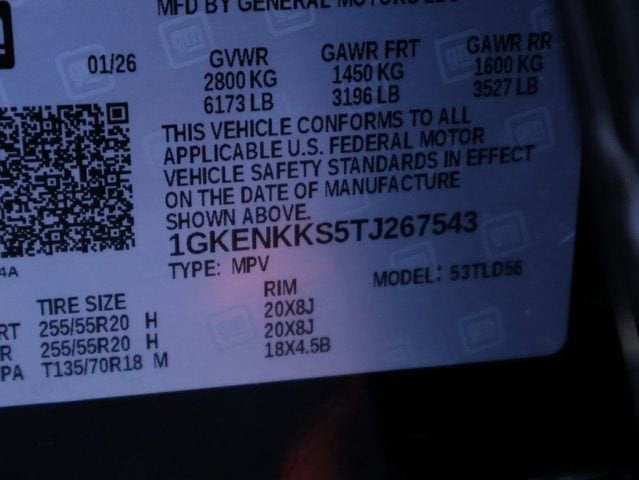 MFD BY GENERAL MOTORS LLC
01/26
GVWR GAWR FRT GAWR RR
2800 KG 1450 KG 1600 KG
6173 LB 3196 LB 3527 LB
THIS VEHICLE CONFORMS TO ALL
APPLICABLE U.S. FEDERAL MOTOR
VEHICLE SAFETY STANDARDS IN EFFECT
ON THE DATE OF MANUFACTURE
SHOWN ABOVE.
1GKENKKS5TJ267543
4A
TYPE: MPV MODEL: 53TLD56
TIRE SIZE RIM
RT 255/55R20 H 20X8J
R 255/55R20 H 20X8J
PA T135/70R18 M 18X4.5B